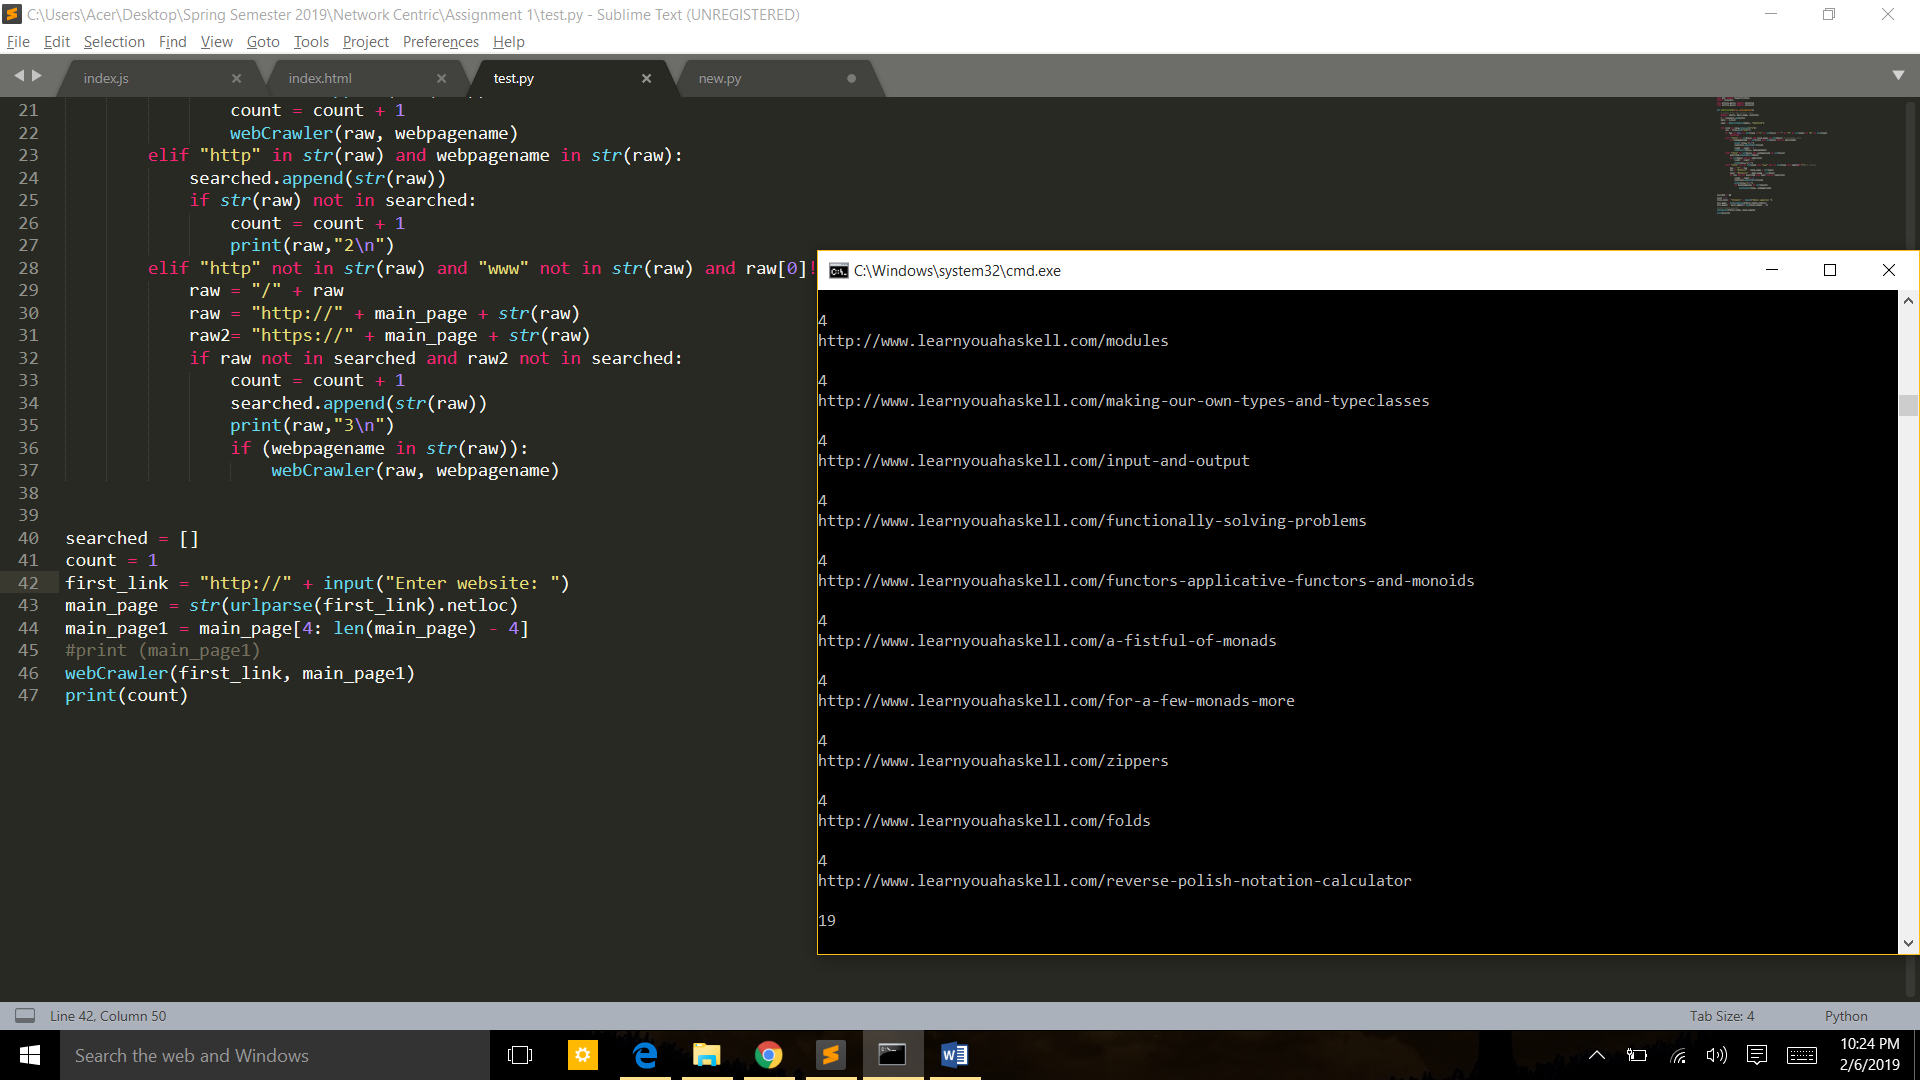 C:\Users\Acer\Desktop\Spring Semester 2019\Network Centric\Assignment 1\test.py - Sublime Text (UNREGISTERED)
File Edit Selection Find View Goto Tools Project Preferences Help
index.js index.html test.py new.py
21 count = count + 1
22 webCrawler(raw, webpagename)
23 elif "http" in str(raw) and webpagename in str(raw):
24 searched.append(str(raw))
25 if str(raw) not in searched:
26 count = count + 1
27 print(raw,"2\n")
28 elif "http" not in str(raw) and "www" not in str(raw) and raw[0]!
29 raw = "/" + raw
30 raw = "http://" + main_page + str(raw)
31 raw2= "https://" + main_page + str(raw)
32 if raw not in searched and raw2 not in searched:
33 count = count + 1
34 searched.append(str(raw))
35 print(raw,"3\n")
36 if (webpagename in str(raw)):
37 webCrawler(raw, webpagename)
38
39
40 searched = []
41 count = 1
42 first_link = "http://" + input("Enter website: ")
43 main_page = str(urlparse(first_link).netloc)
44 main_page1 = main_page[4: len(main_page) - 4]
45 #print (main_page1)
46 webCrawler(first_link, main_page1)
47 print(count)
C:\Windows\system32\cmd.exe
4
http://www.learnyouahaskell.com/modules
4
http://www.learnyouahaskell.com/making-our-own-types-and-typeclasses
4
http://www.learnyouahaskell.com/input-and-output
4
http://www.learnyouahaskell.com/functionally-solving-problems
4
http://www.learnyouahaskell.com/functors-applicative-functors-and-monoids
4
http://www.learnyouahaskell.com/a-fistful-of-monads
4
http://www.learnyouahaskell.com/for-a-few-monads-more
4
http://www.learnyouahaskell.com/zippers
4
http://www.learnyouahaskell.com/folds
4
http://www.learnyouahaskell.com/reverse-polish-notation-calculator
19
Line 42, Column 50 Tab Size: 4 Python
Search the web and Windows
10:24 PM
2/6/2019